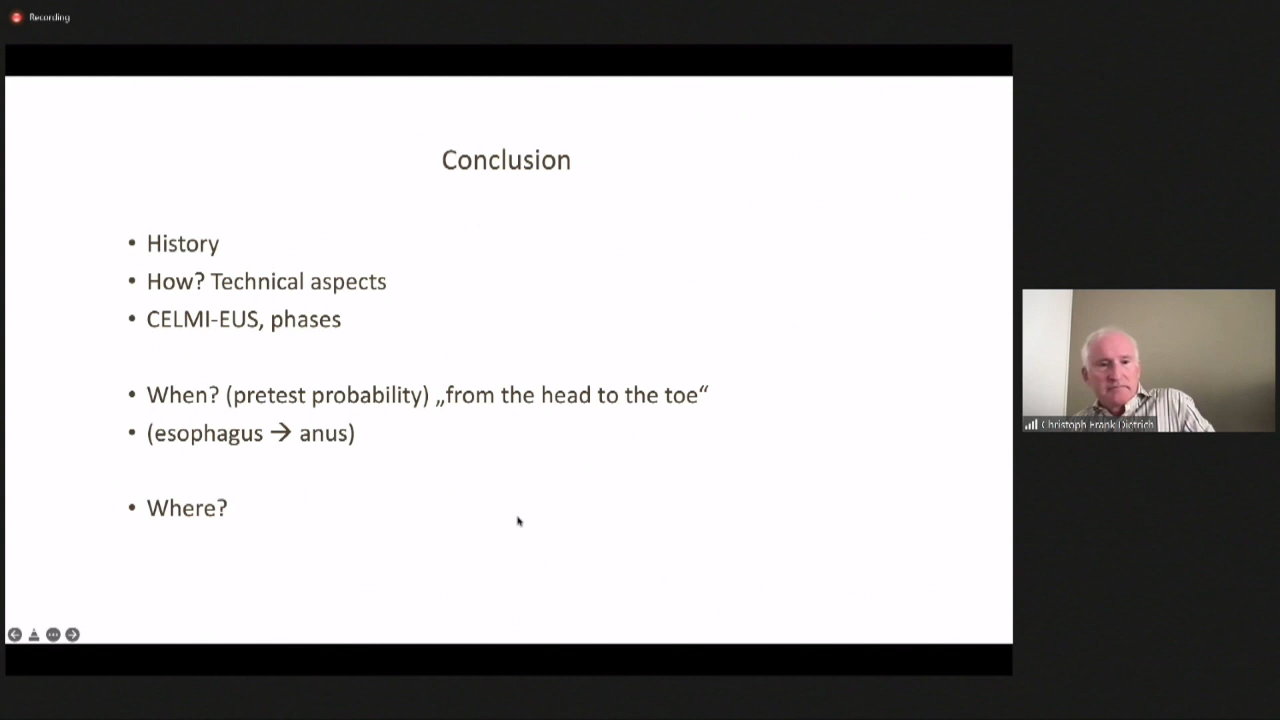 Recording
Conclusion
• History
• How? Technical aspects
• CELMI-EUS, phases
• When? (pretest probability) „from the head to the toe“
• (esophagus → anus)
• Where?
Christoph Frank Dietrich